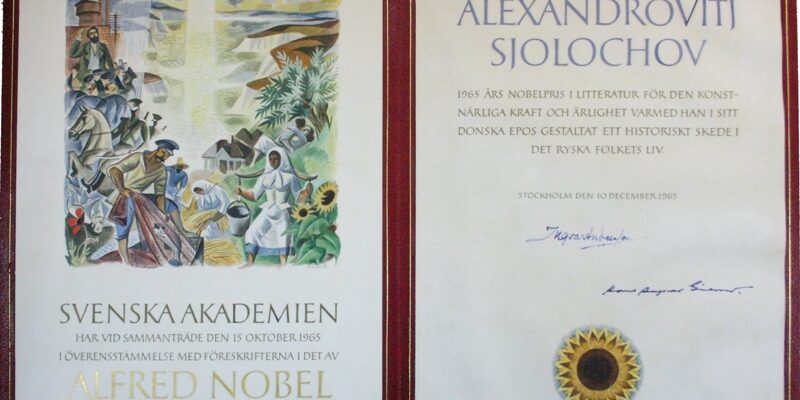 SVENSKA AKADEMIEN
HAR VID SAMMANTRÄDE DEN 15 OKTOBER 1965
I ÖVERENSSTÄMMELSE MED FÖRESKRIFTERNA I DET AV
ALFRED NOBEL
ALEXANDROVITJ
SJOLOCHOV
1965 ÅRS NOBELPRIS I LITTERATUR FÖR DEN KONST-
NÄRLIGA KRAFT OCH ÄRLIGHET VARMED HAN I SITT
DONSKA EPOS GESTALTAT ETT HISTORISKT SKEDE I
DET RYSKA FOLKETS LIV.
STOCKHOLM DEN 10 DECEMBER 1965